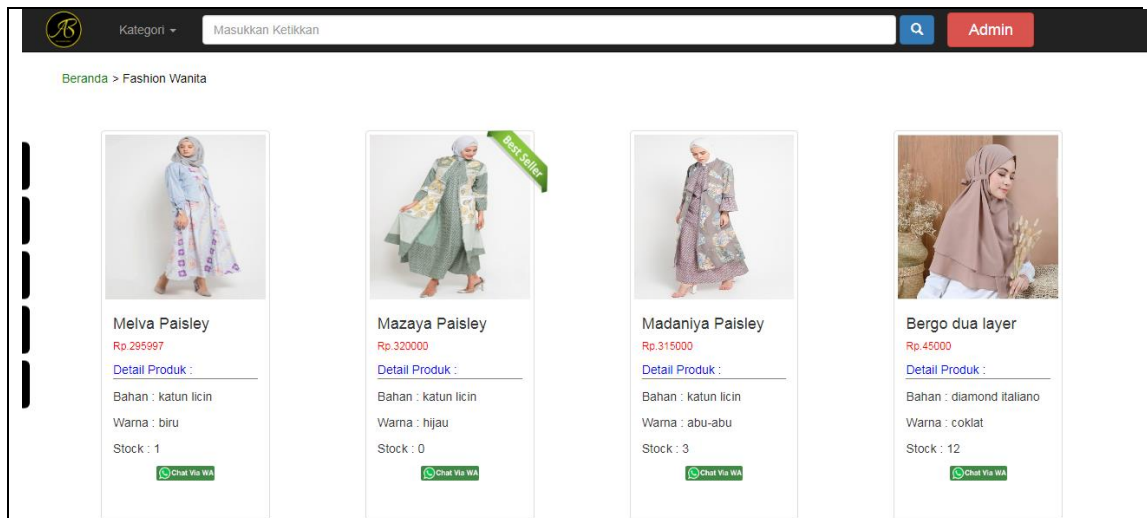 AB
Kategori
Masukkan Ketikkan
Admin
Beranda > Fashion Wanita
Melva Paisley
Rp.295997
Detail Produk :
Bahan : katun licin
Warna : biru
Stock : 1
Chat Via WA
Best Seller
Mazaya Paisley
Rp.320000
Detail Produk :
Bahan : katun licin
Warna : hijau
Stock : 0
Chat Via WA
Madaniya Paisley
Rp.315000
Detail Produk :
Bahan : katun licin
Warna : abu-abu
Stock : 3
Chat Via WA
Bergo dua layer
Rp.45000
Detail Produk :
Bahan : diamond italiano
Warna : coklat
Stock : 12
Chat Via WA